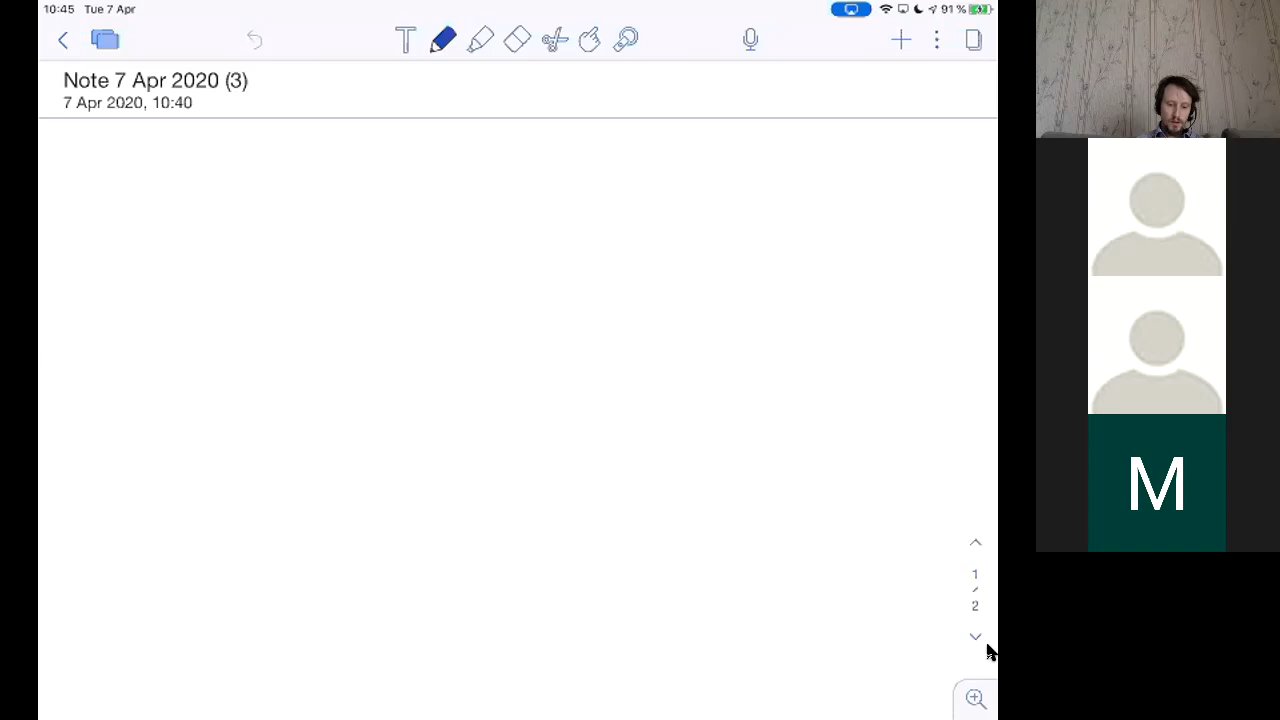 10:45 Tue 7 Apr
91 %
T
Note 7 Apr 2020 (3)
7 Apr 2020, 10:40
1
2
M